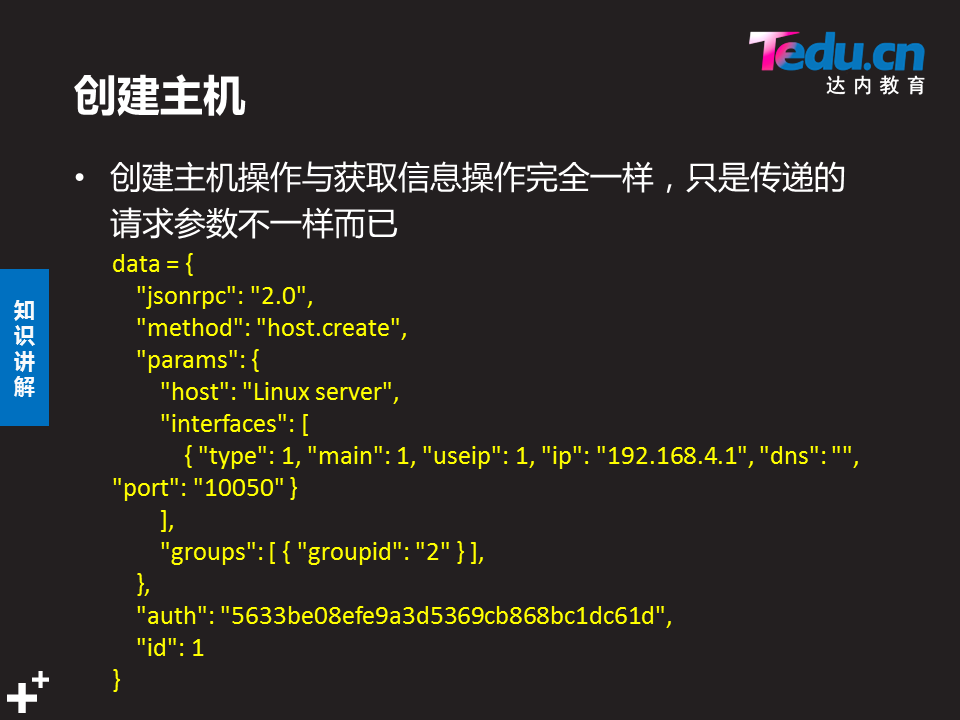 Tedu.cn
达内教育
创建主机
• 创建主机操作与获取信息操作完全一样，只是传递的
请求参数不一样而已
data = {
    "jsonrpc": "2.0",
    "method": "host.create",
    "params": {
        "host": "Linux server",
        "interfaces": [
            { "type": 1, "main": 1, "useip": 1, "ip": "192.168.4.1", "dns": "",
"port": "10050" }
        ],
        "groups": [ { "groupid": "2" } ],
    },
    "auth": "5633be08efe9a3d5369cb868bc1dc61d",
    "id": 1
}
知
识
讲
解